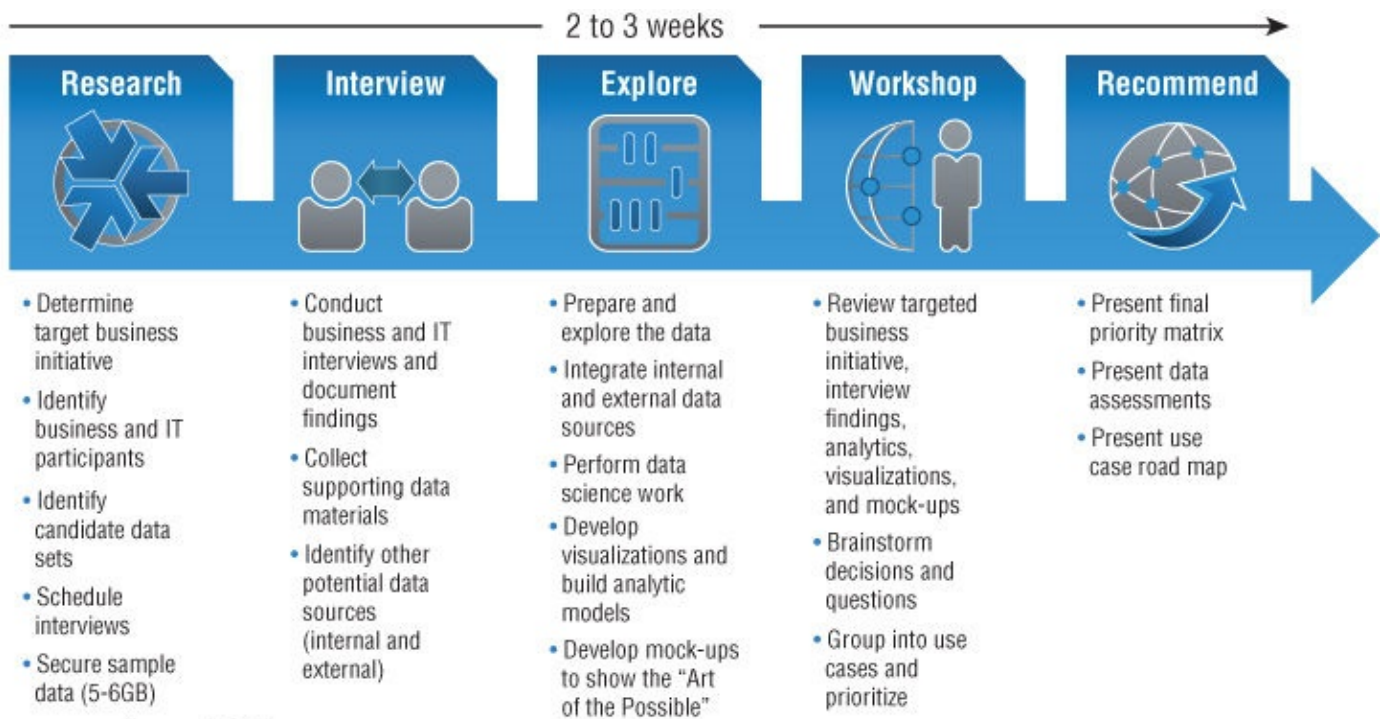 2 to 3 weeks
Research
Interview
Explore
Workshop
Recommend
• Determine
target business
initiative
• Identify
business and IT
participants
• Identify
candidate data
sets
• Schedule
interviews
• Secure sample
data (5-6GB)
• Conduct
business and IT
interviews and
document
findings
• Collect
supporting data
materials
• Identify other
potential data
sources
(internal and
external)
• Prepare and
explore the data
• Integrate internal
and external data
sources
• Perform data
science work
• Develop
visualizations and
build analytic
models
• Develop mock-ups
to show the “Art
of the Possible”
• Review targeted
business
initiative,
interview
findings,
analytics,
visualizations,
and mock-ups
• Brainstorm
decisions and
questions
• Group into use
cases and
prioritize
• Present final
priority matrix
• Present data
assessments
• Present use
case road map